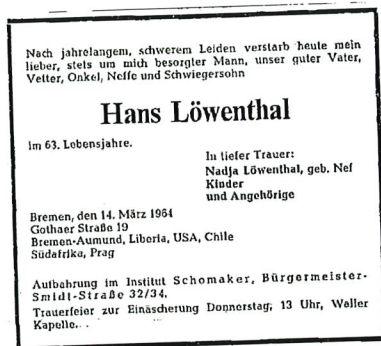 Nach jahrelangem, schwerem Leiden verstarb heute mein
lieber, stets um mich besorgter Mann, unser guter Vater,
Vetter, Onkel, Neffe und Schwiegersohn
Hans Löwenthal
im 63. Lebensjahre.
In tiefer Trauer:
Nadja Löwenthal, geb. Nef
Kinder
und Angehörige
Bremen, den 14. März 1964
Gothaer Straße 19
Bremen-Aumund, Liberia, USA, Chile
Südafrika, Prag
Aufbahrung im Institut Schomaker, Bürgermeister-
Smidt-Straße 32/34.
Trauerfeier zur Einäscherung Donnerstag, 13 Uhr, Waller
Kapelle.